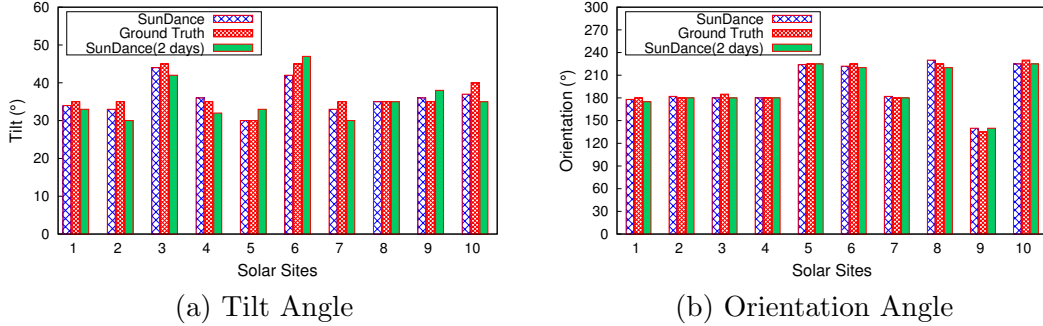 SunDance
Ground Truth
SunDance(2 days)
60
50
40
30
20
10
0
Tilt (°)
1 2 3 4 5 6 7 8 9 10
Solar Sites
(a) Tilt Angle
SunDance
Ground Truth
SunDance(2 days)
300
270
240
210
180
150
120
90
60
30
0
Orientation (°)
1 2 3 4 5 6 7 8 9 10
Solar Sites
(b) Orientation Angle